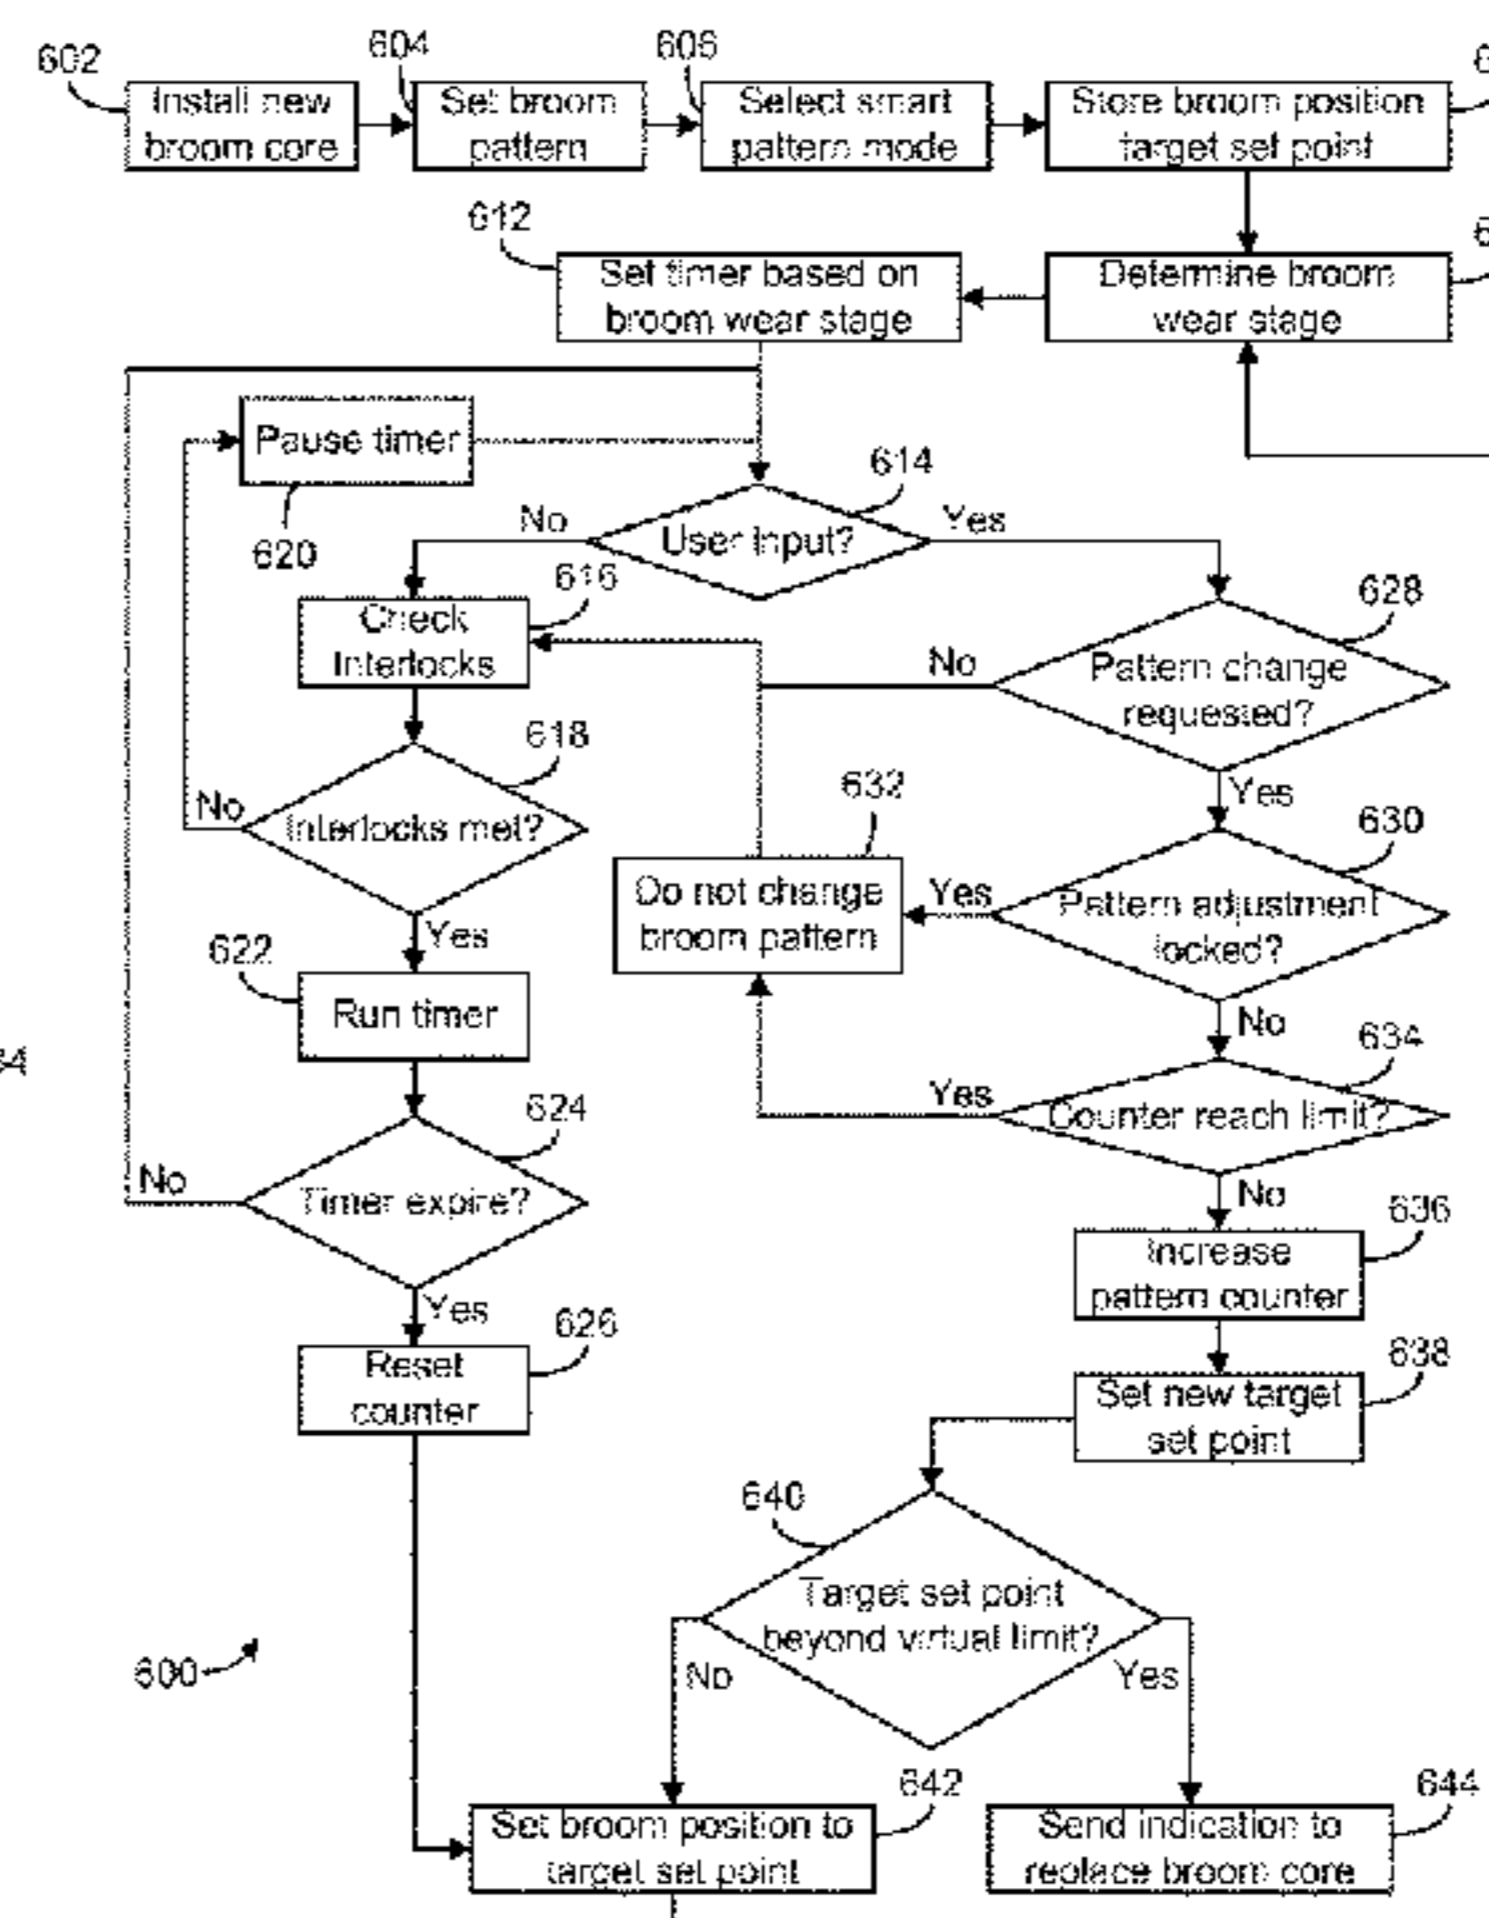 602
604
606
Install new
broom core
Set broom
pattern
Select smart
pattern mode
Store broom position
target set point
612
Set timer based on
broom wear stage
Determine broom
wear stage
Pause timer
620
614
No
User Input?
Yes
616
Check
Interlocks
628
No
Pattern change
requested?
618
No
Interlocks met?
Yes
632
Yes
630
Do not change
broom pattern
Yes
Pattern adjustment
locked?
622
Run timer
No
634
624
Yes
Counter reach limit?
No
Timer expire?
No
636
Increase
pattern counter
Yes
626
Reset
counter
638
Set new target
set point
640
Target set point
beyond virtual limit?
600
No
Yes
642
644
Set broom position to
target set point
Send indication to
replace broom core